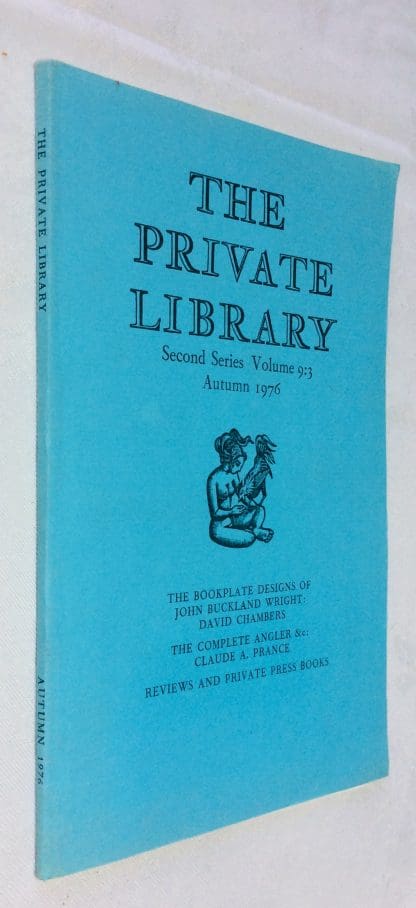 THE PRIVATE LIBRARY
AUTUMN 1976
THE
PRIVATE
LIBRARY
Second Series Volume 9:3
Autumn 1976
THE BOOKPLATE DESIGNS OF
JOHN BUCKLAND WRIGHT:
DAVID CHAMBERS
THE COMPLETE ANGLER &c:
CLAUDE A. PRANCE
REVIEWS AND PRIVATE PRESS BOOKS